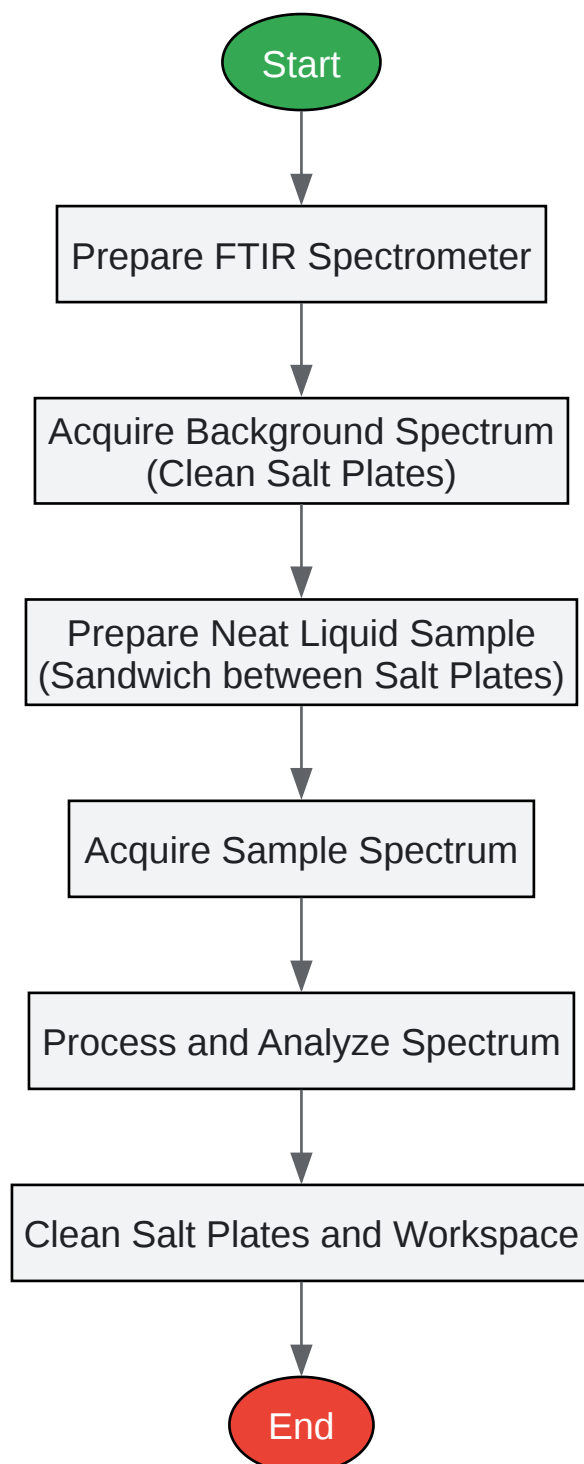 Start
Prepare FTIR Spectrometer
Acquire Background Spectrum
(Clean Salt Plates)
Prepare Neat Liquid Sample
(Sandwich between Salt Plates)
Acquire Sample Spectrum
Process and Analyze Spectrum
Clean Salt Plates and Workspace
End